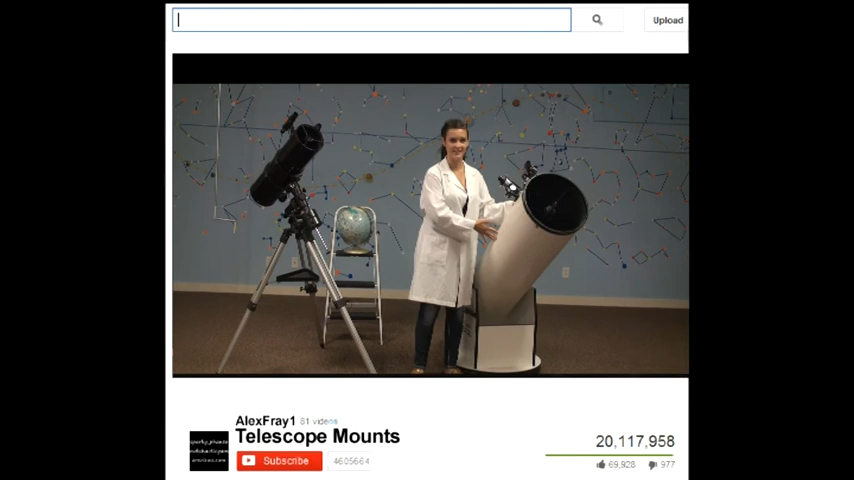 Upload
AlexFray1 81 videos
Telescope Mounts
Subscribe 4605664
20,117,958
69,928 977